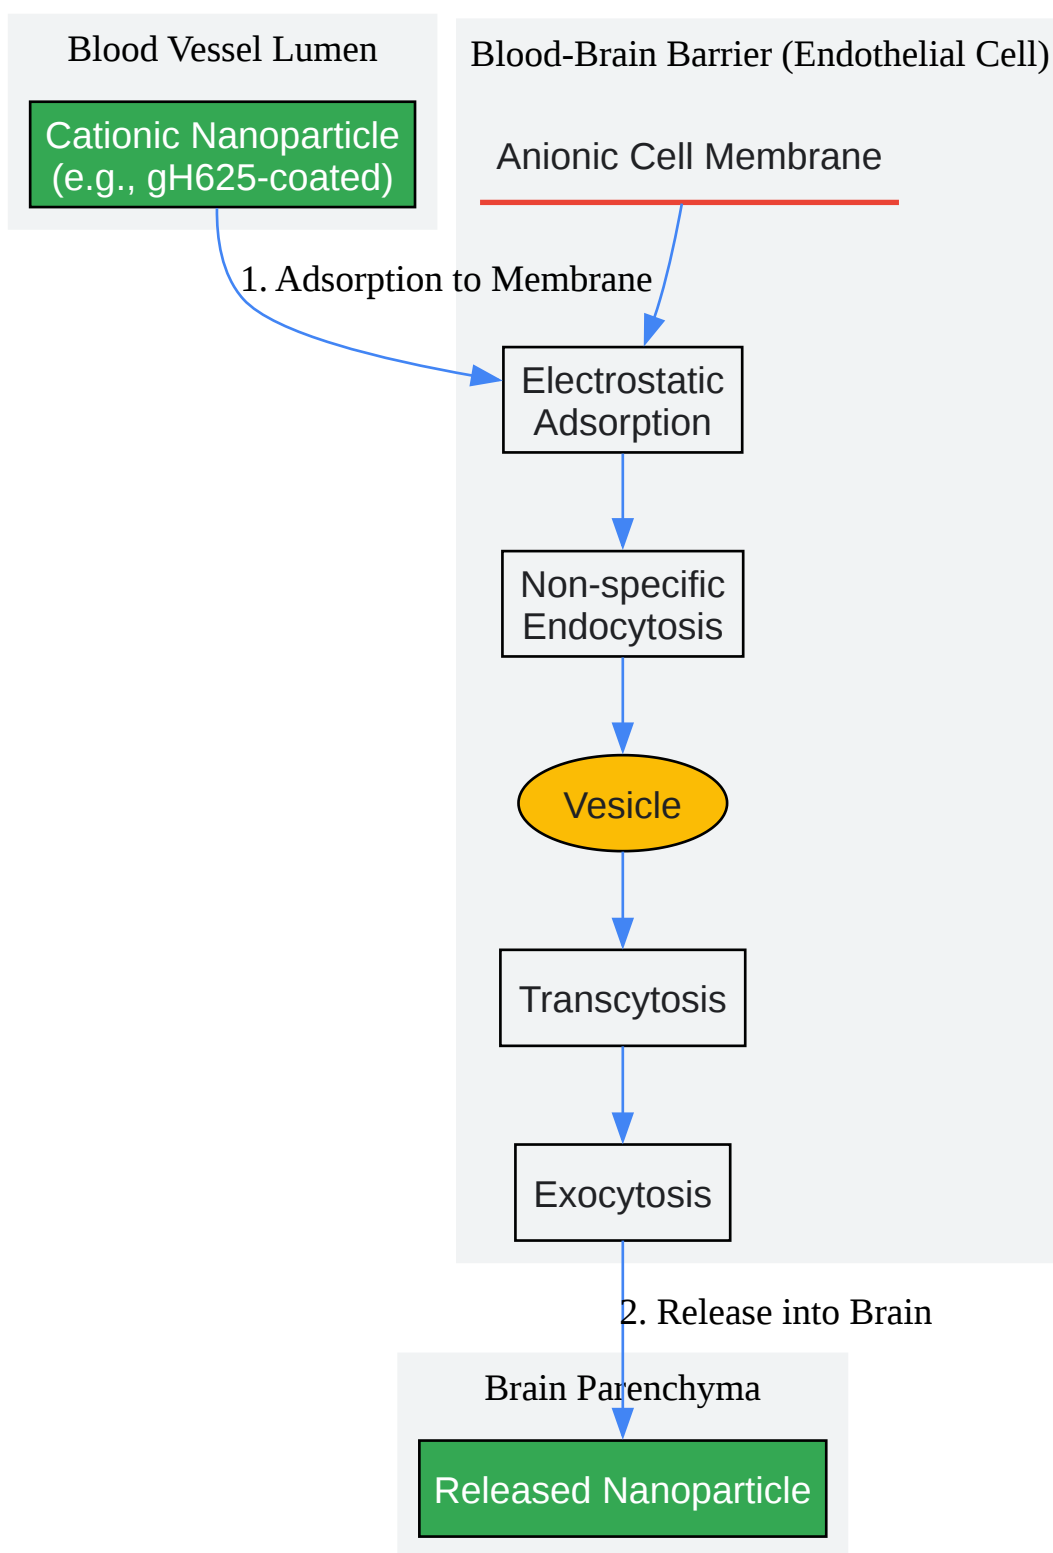 Blood Vessel Lumen
Cationic Nanoparticle
(e.g., gH625-coated)
Blood-Brain Barrier (Endothelial Cell)
Anionic Cell Membrane
1. Adsorption to Membrane
Electrostatic
Adsorption
Non-specific
Endocytosis
Vesicle
Transcytosis
Exocytosis
2. Release into Brain
Brain Parenchyma
Released Nanoparticle